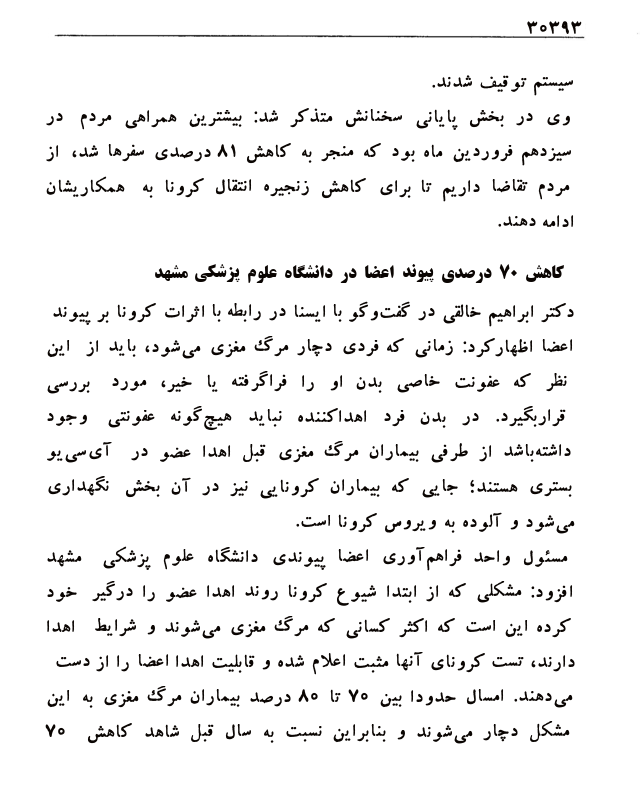 ۳۰۳۹۳
سیستم توقیف شدند.
وی در بخش پایانی سخنانش متذکر شد: بیشترین همراهی مردم در
سیزدهم فروردین ماه بود که منجر به کاهش ۸۱ درصدی سفرها شد، از
مردم تقاضا داریم تا برای کاهش زنجیره انتقال کرونا به همکاریشان
ادامه دهند.
کاهش ۷۰ درصدی پیوند اعضا در دانشگاه علوم پزشکی مشهد
دکتر ابراهیم خالقی در گفت‌وگو با ایسنا در رابطه با اثرات کرونا بر پیوند
اعضا اظهارکرد: زمانی که فردی دچار مرگ مغزی می‌شود، باید از این
نظر که عفونت خاصی بدن او را فراگرفته یا خیر، مورد بررسی
قراربگیرد. در بدن فرد اهداکننده نباید هیچ‌گونه عفونتی وجود
داشته‌باشد از طرفی بیماران مرگ مغزی قبل اهدا عضو در آی‌سی‌یو
بستری هستند؛ جایی که بیماران کرونایی نیز در آن بخش نگهداری
می‌شود و آلوده به ویروس کرونا است.
مسئول واحد فراهم‌آوری اعضا پیوندی دانشگاه علوم پزشکی مشهد
افزود: مشکلی که از ابتدا شیوع کرونا روند اهدا عضو را درگیر خود
کرده این است که اکثر کسانی که مرگ مغزی می‌شوند و شرایط اهدا
دارند، تست کرونای آنها مثبت اعلام شده و قابلیت اهدا اعضا را از دست
می‌دهند. امسال حدودا بین ۷۰ تا ۸۰ درصد بیماران مرگ مغزی به این
مشکل دچار می‌شوند و بنابراین نسبت به سال قبل شاهد کاهش ۷۰